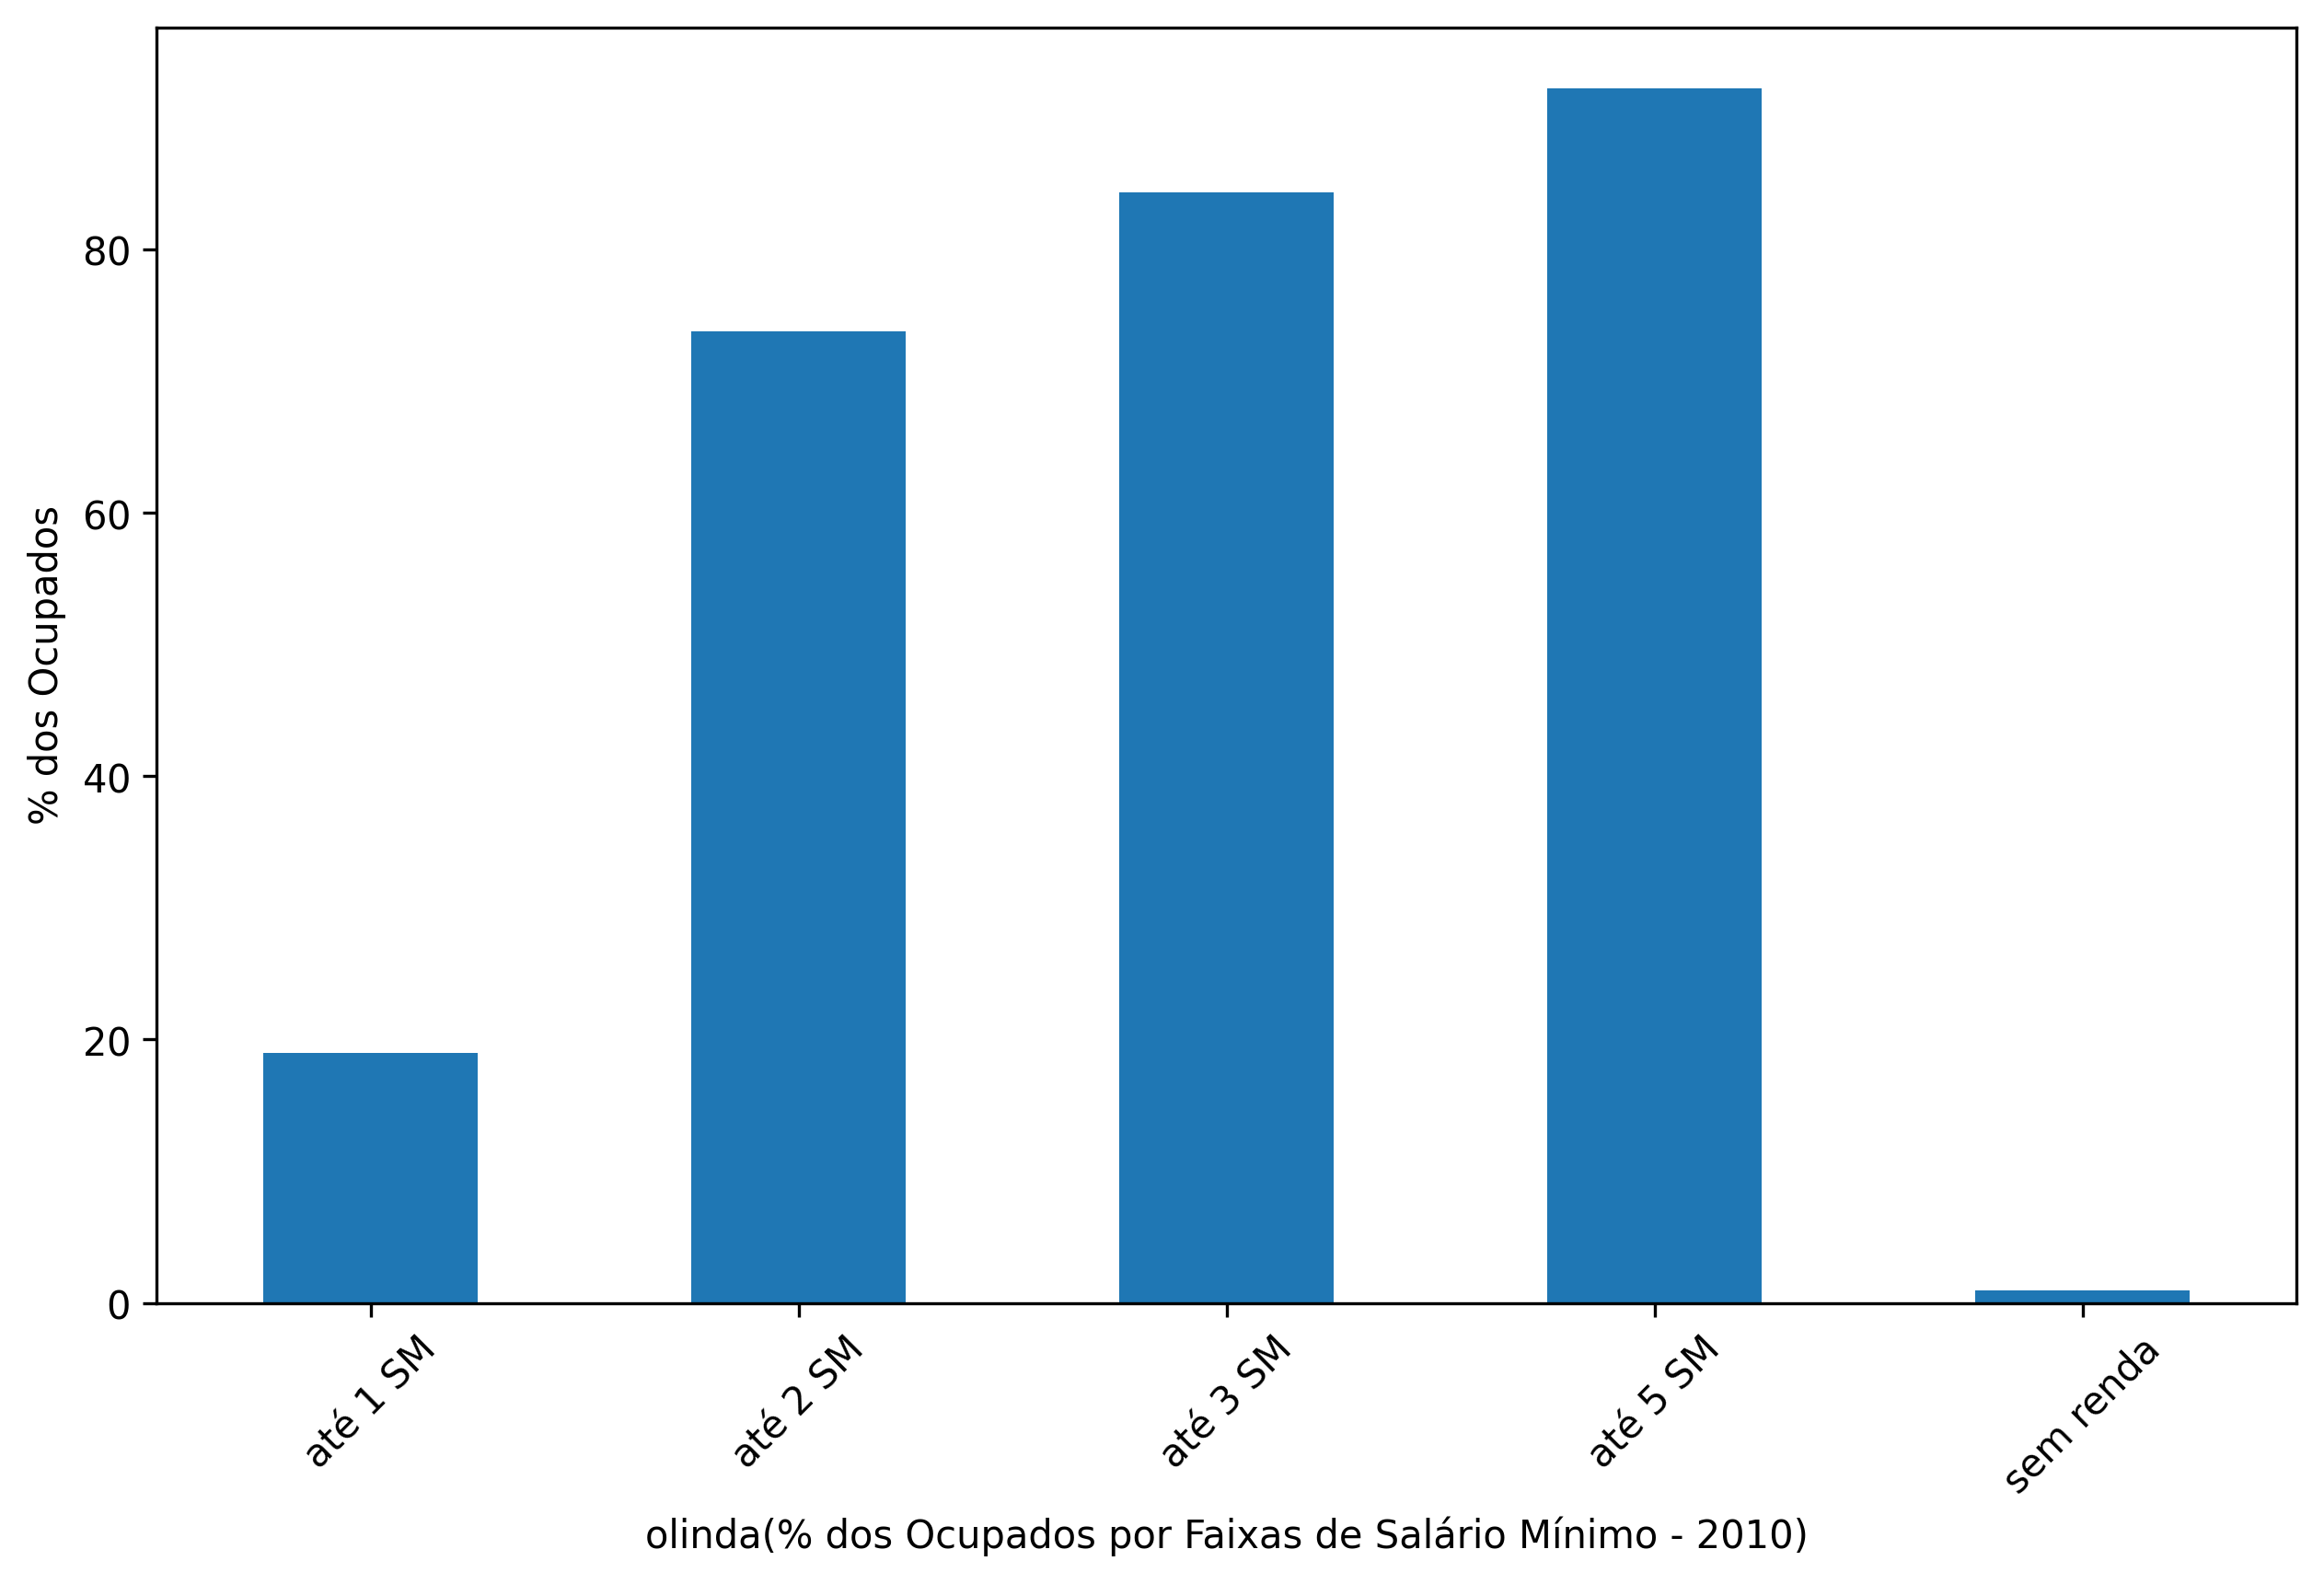 % dos Ocupados
80
60
40
20
0
até 1 SM
até 2 SM
até 3 SM
até 5 SM
sem renda
olinda(% dos Ocupados por Faixas de Salário Mínimo - 2010)